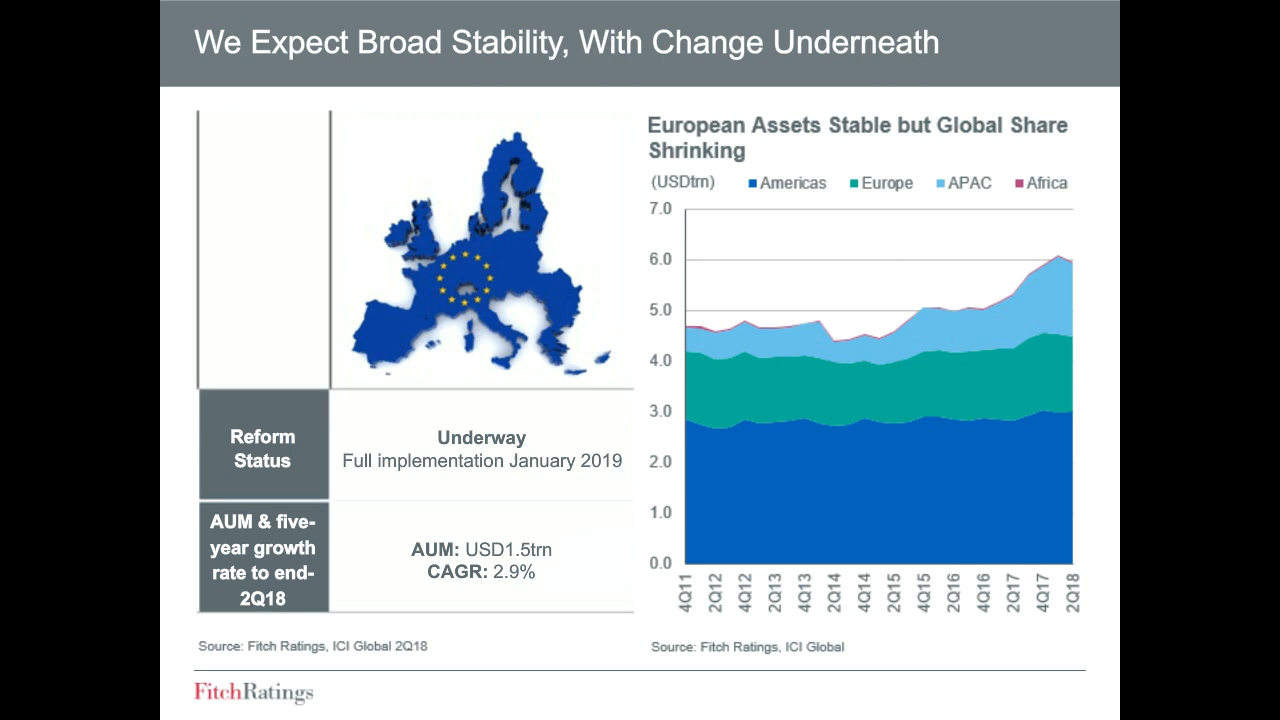 We Expect Broad Stability, With Change Underneath
Reform
Status
Underway
Full implementation January 2019
AUM & five-
year growth
rate to end-
2Q18
AUM: USD1.5trn
CAGR: 2.9%
Source: Fitch Ratings, ICI Global 2Q18
European Assets Stable but Global Share
Shrinking
(USDtrn) Americas Europe APAC Africa
7.0
6.0
5.0
4.0
3.0
2.0
1.0
0.0
4Q11 2Q12 4Q12 2Q13 4Q13 2Q14 4Q14 2Q15 4Q15 2Q16 4Q16 2Q17 4Q17 2Q18
Source: Fitch Ratings, ICI Global
FitchRatings